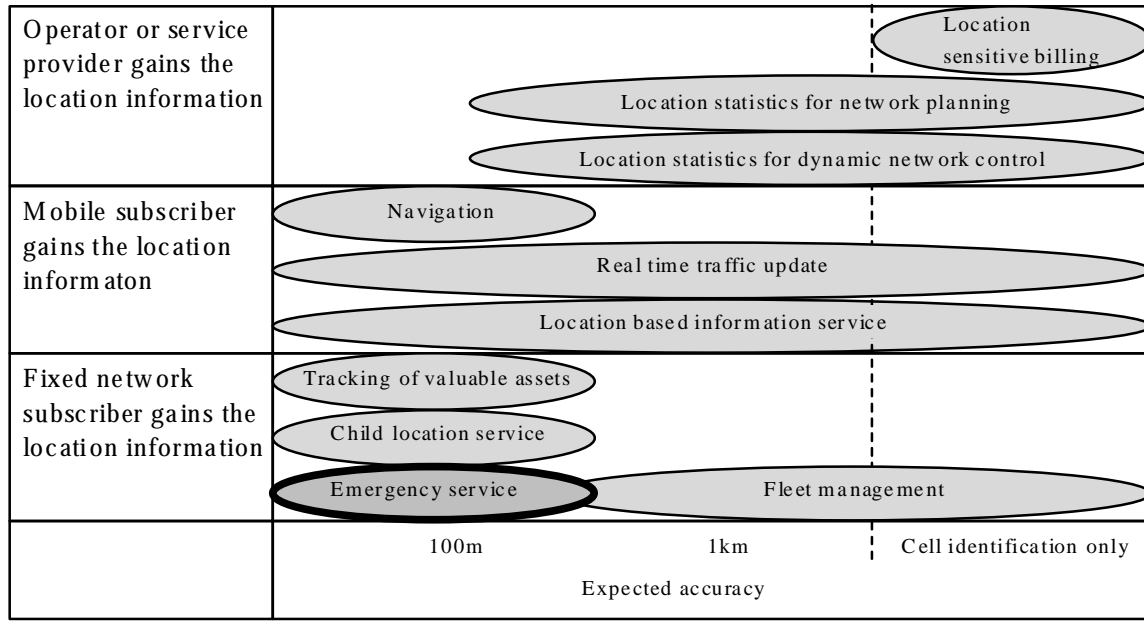 Operator or service
provider gains the
location information
Location
sensitive billing
Location statistics for network planning
Location statistics for dynamic network control
Mobile subscriber
gains the location
informaton
Navigation
Real time traffic update
Location based information service
Fixed network
subscriber gains the
location information
Tracking of valuable assets
Child location service
Emergency service
Fleet management
100m
1km
Cell identification only
Expected accuracy